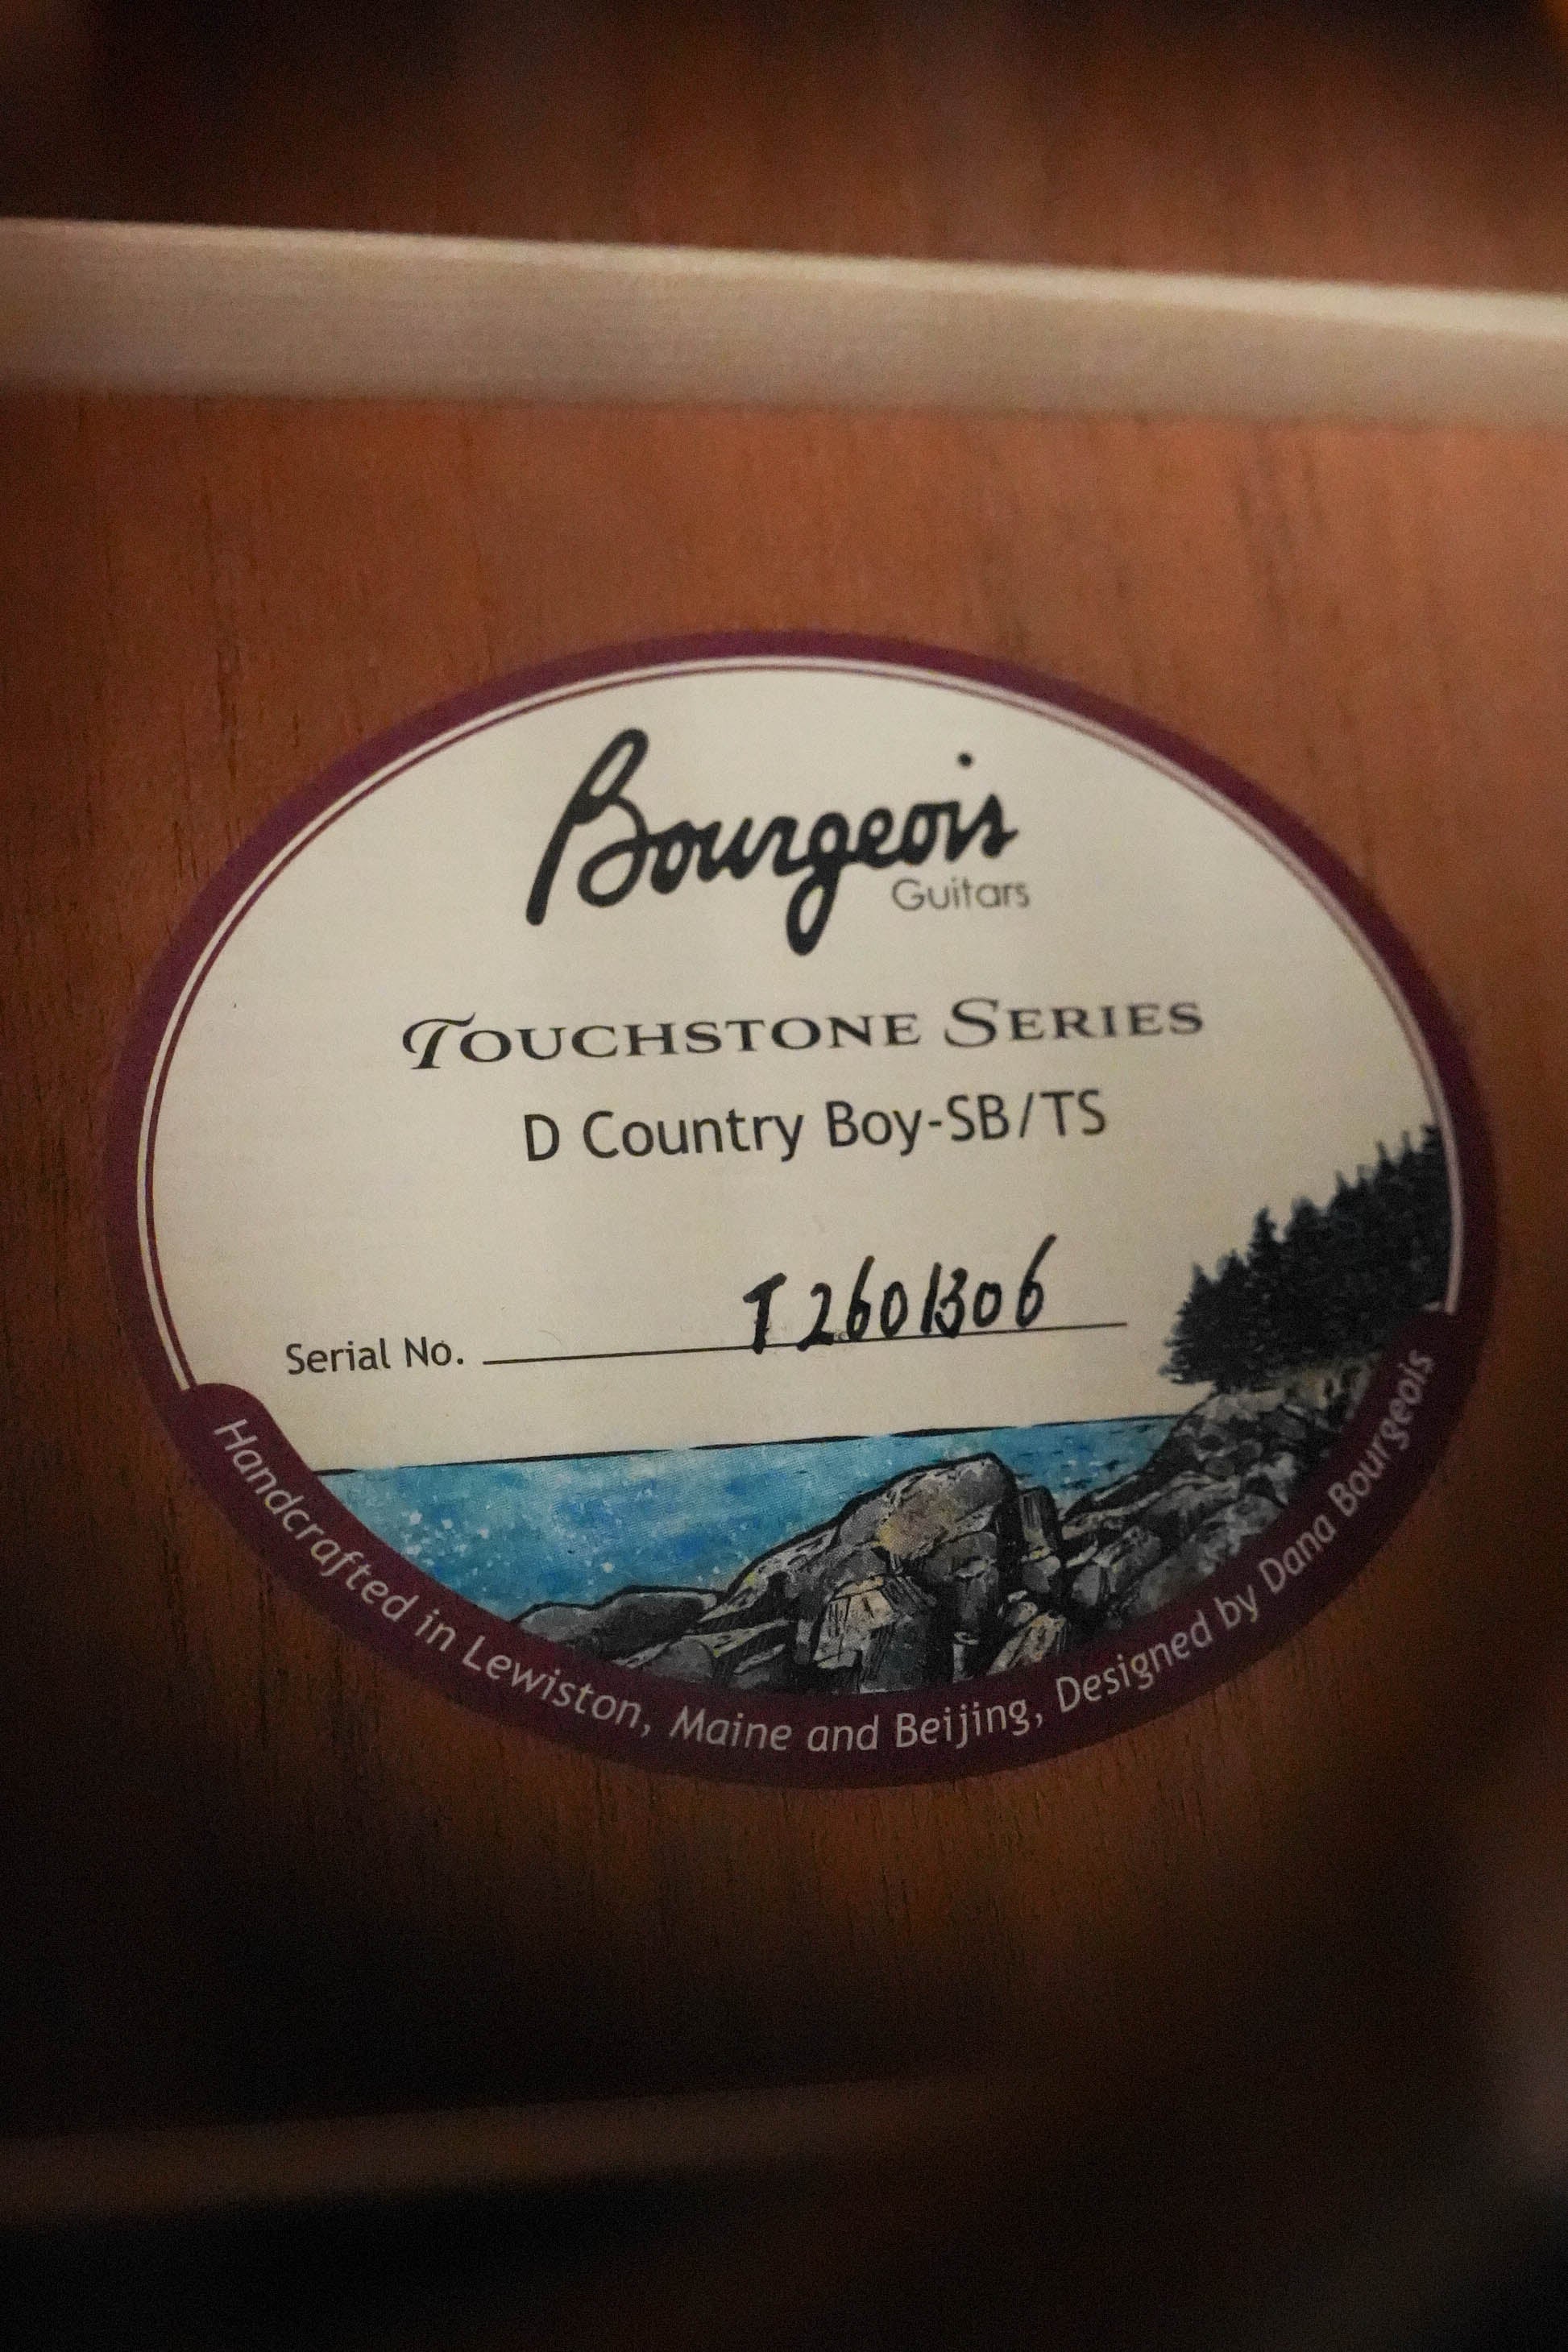 Bourgeois
Guitars
Touchstone Series
D Country Boy-SB/TS
Serial No. T2601306
Handcrafted in Lewiston, Maine and Beijing, Designed by Dana Bourgeois